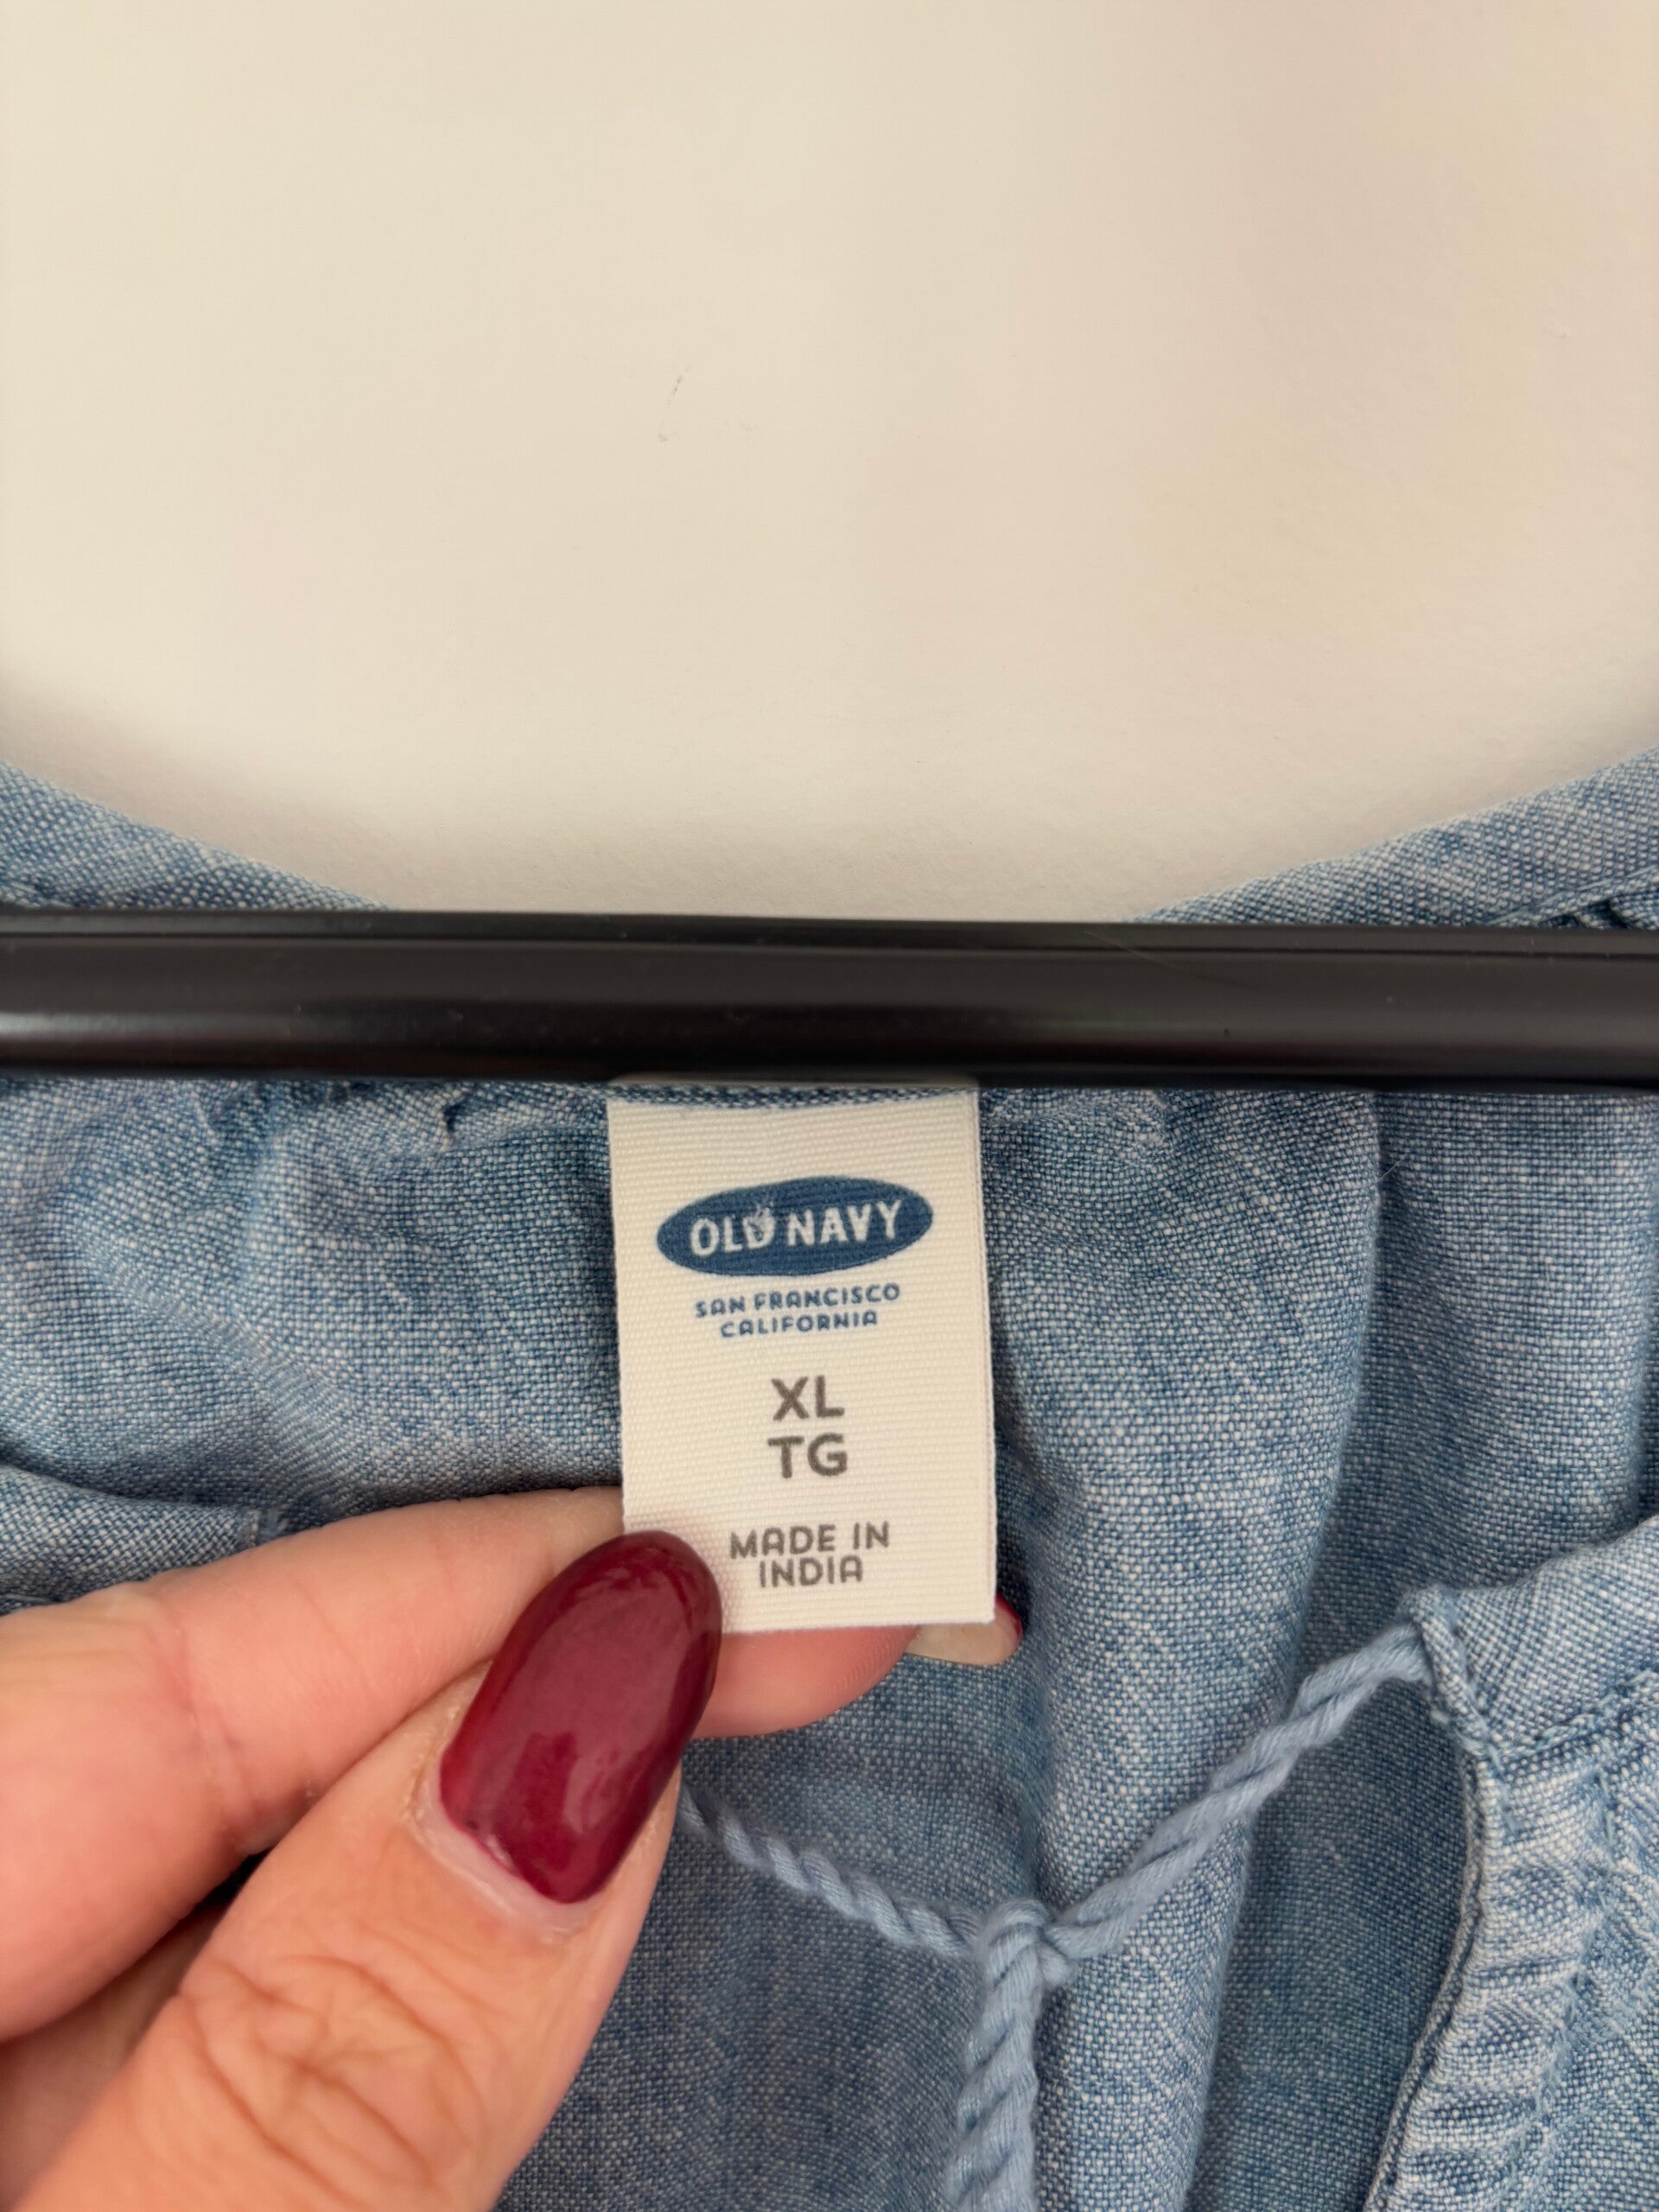 OLD NAVY
SAN FRANCISCO
CALIFORNIA
XL
TG
MADE IN
INDIA